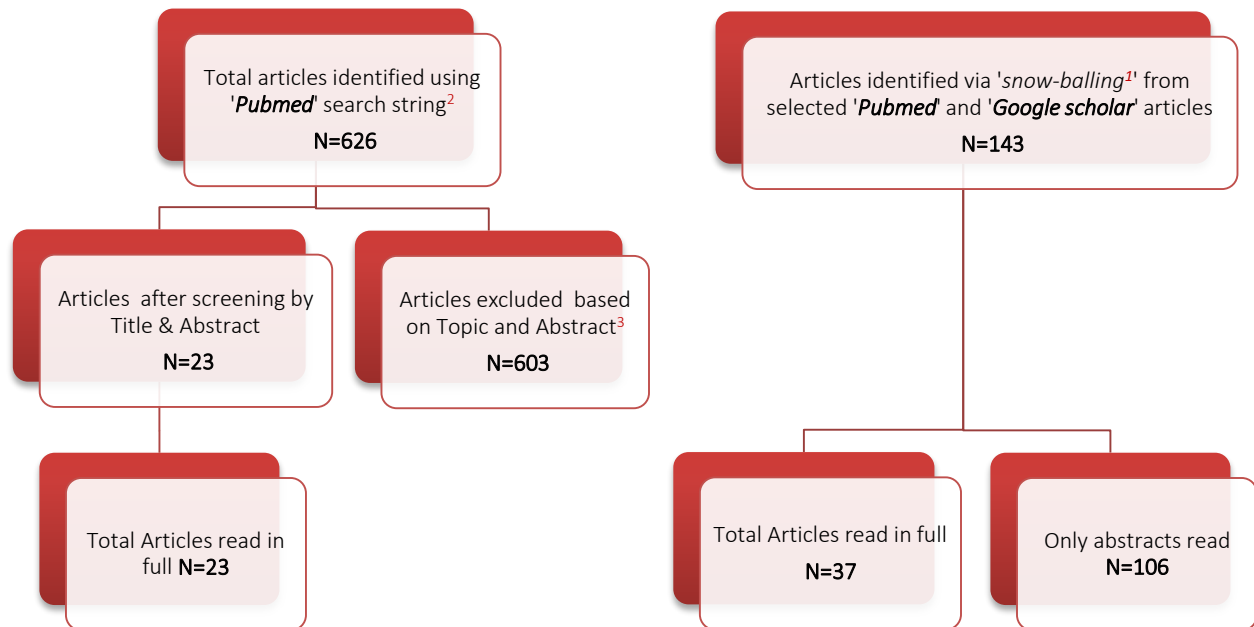 Total articles identified using
'Pubmed' search string²
N=626
Articles identified via 'snow-balling¹' from
selected 'Pubmed' and 'Google scholar' articles
N=143
Articles  after screening by
Title & Abstract
N=23
Articles excluded  based
on Topic and Abstract³
N=603
Total Articles read in
full N=23
Total Articles read in full
N=37
Only abstracts read
N=106